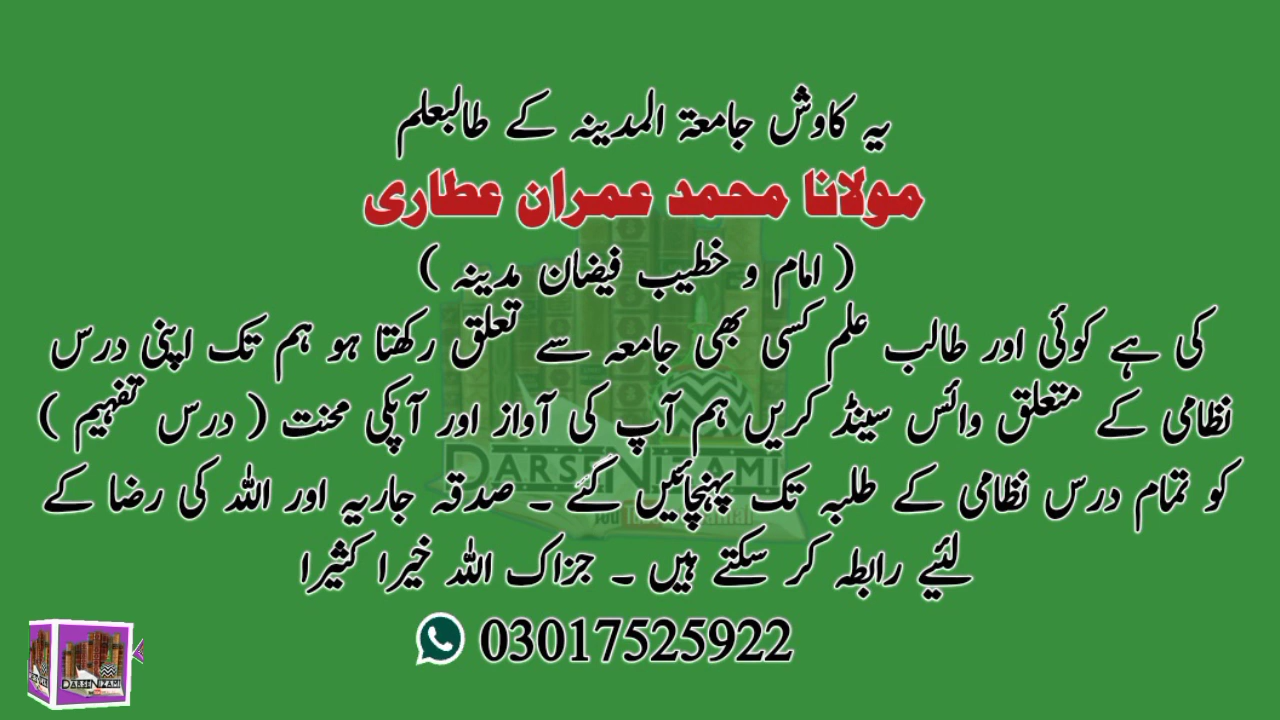 یہ کاوش جامعۃ المدینہ کے طالبعلم
مولانا محمد عمران عطاری
( امام و خطیب فیضان مدینہ )
کی ہے کوئی اور طالب علم کسی بھی جامعہ سے تعلق رکھتا ہو ہم تک اپنی درس
نظامی کے متعلق وائس سینڈ کریں ہم آپ کی آواز اور آپکی محنت ( درس تفہیم )
کو تمام درس نظامی کے طلبہ تک پہنچائیں گئے ۔ صدقہ جاریہ اور اللہ کی رضا کے
لئیے رابطہ کر سکتے ہیں ۔ جزاک اللہ خیرا کثیرا
03017525922
DARSENIZAMI
DARSENIZAMI